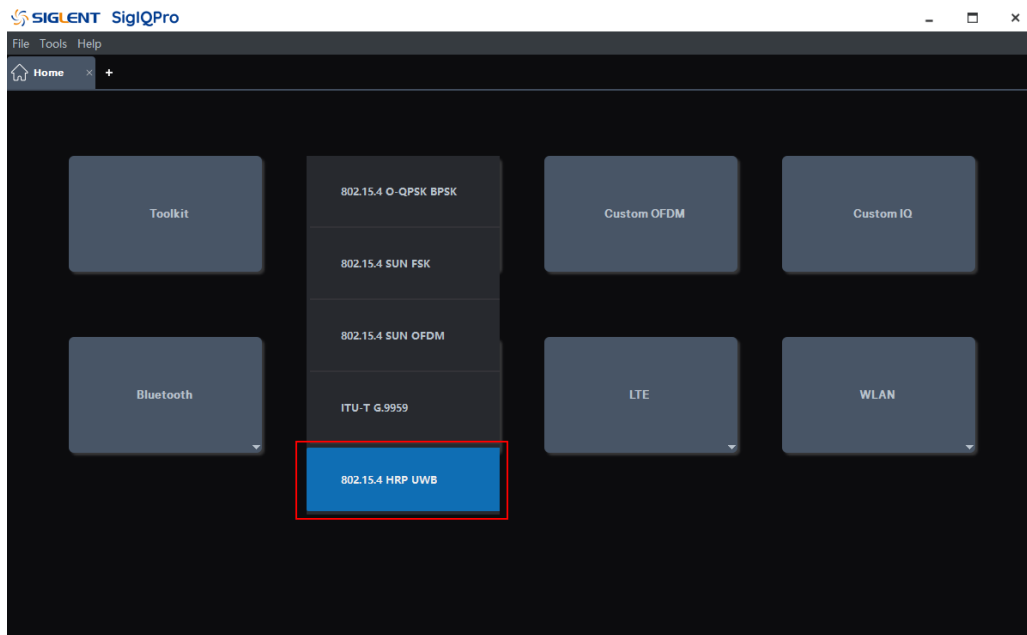 SIGLENT SigIQPro
File Tools Help
Home
Toolkit
802.15.4 O-QPSK BPSK
Custom OFDM
Custom IQ
802.15.4 SUN FSK
802.15.4 SUN OFDM
Bluetooth
ITU-T G.9959
LTE
WLAN
802.15.4 HRP UWB